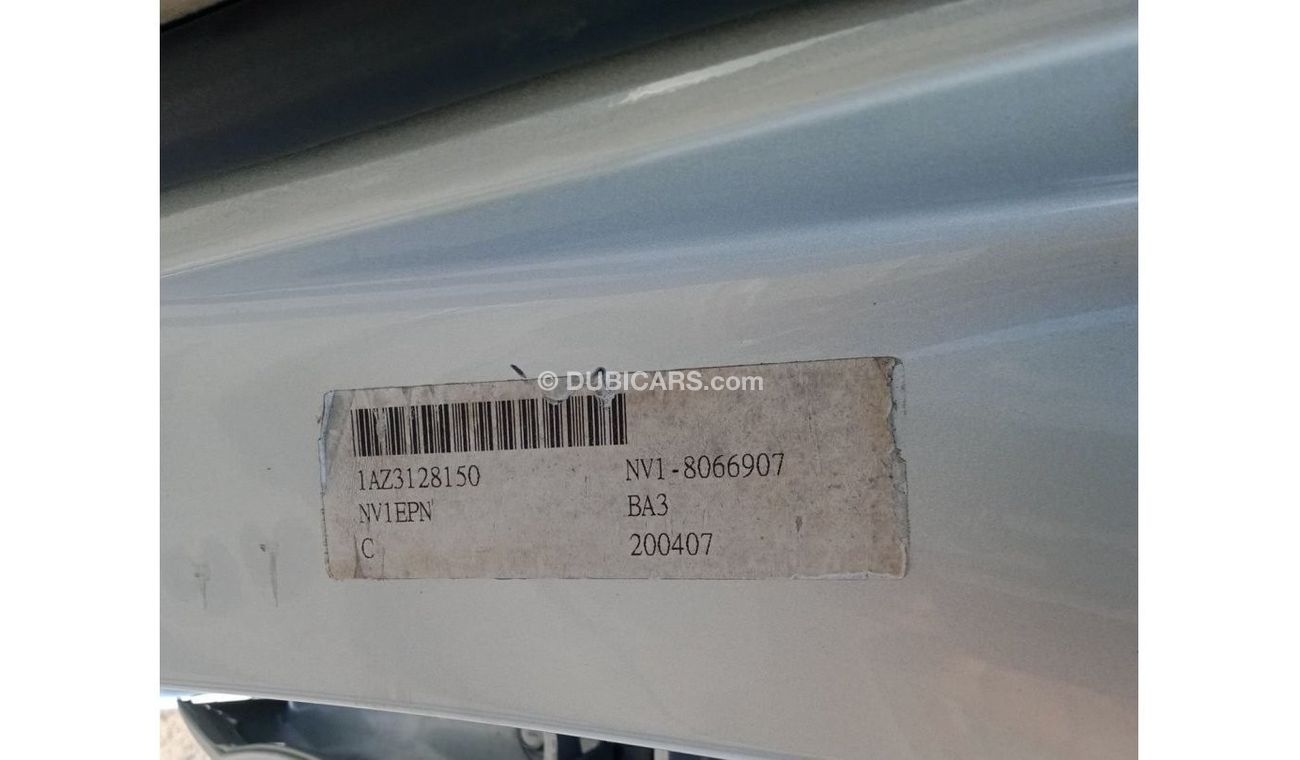 © DUBICARS.com
1AZ3128150 NV1-8066907
NV1EPN BA3
C 200407